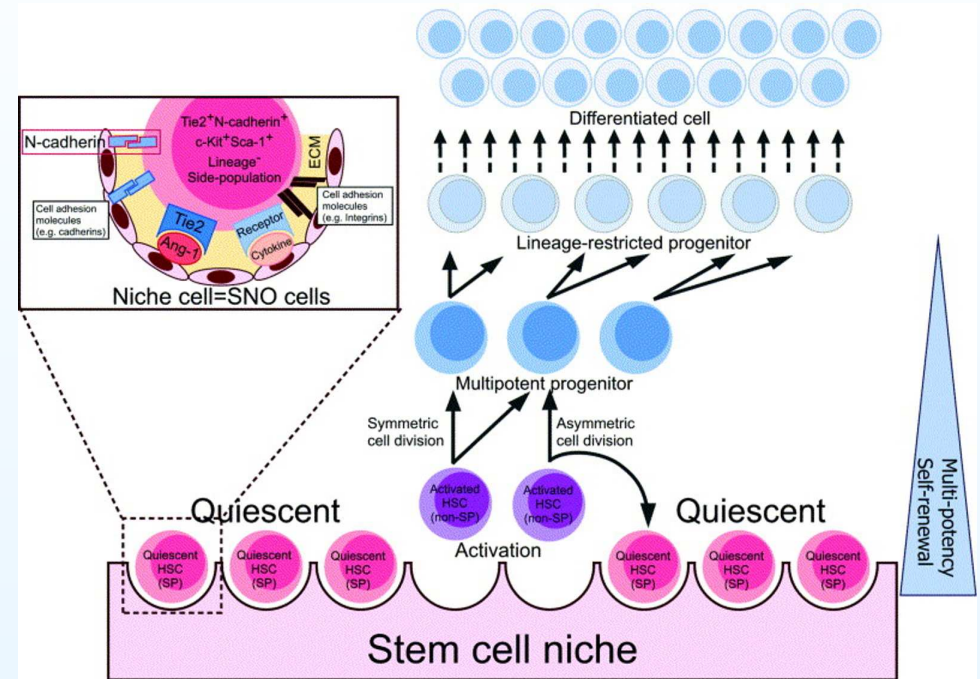 Differentiated cell
Lineage-restricted progenitor
Multipotent progenitor
Symmetric
cell division
Asymmetric
cell division
Activated
HSC
(non-SP)
Activated
HSC
(non-SP)
Activation
N-cadherin
Tie2⁺N-cadherin⁺
c-Kit⁺Sca-1⁺
Lineage⁻
Side-population
ECM
Cell adhesion
molecules
(e.g. cadherins)
Tie2
Ang-1
Receptor
Cytokine
Cell adhesion
molecules
(e.g. Integrins)
Niche cell=SNO cells
Quiescent
Quiescent
HSC
(SP)
Quiescent
HSC
(SP)
Quiescent
HSC
(SP)
Quiescent
Quiescent
HSC
(SP)
Quiescent
HSC
(SP)
Quiescent
HSC
(SP)
Multi-potency
Self-renewal
Stem cell niche